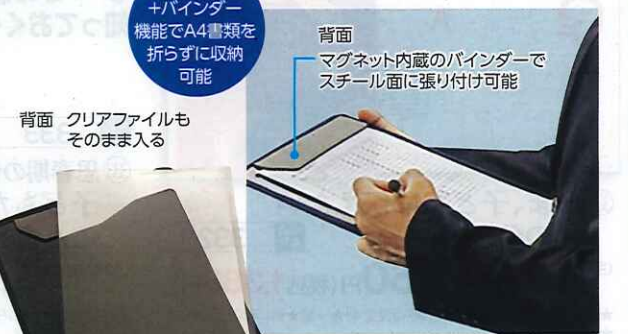 +バインダー
機能でA4書類を
折らずに収納
可能
背面
マグネット内蔵のバインダーで
スチール面に張り付け可能
背面 クリアファイルも
そのまま入る